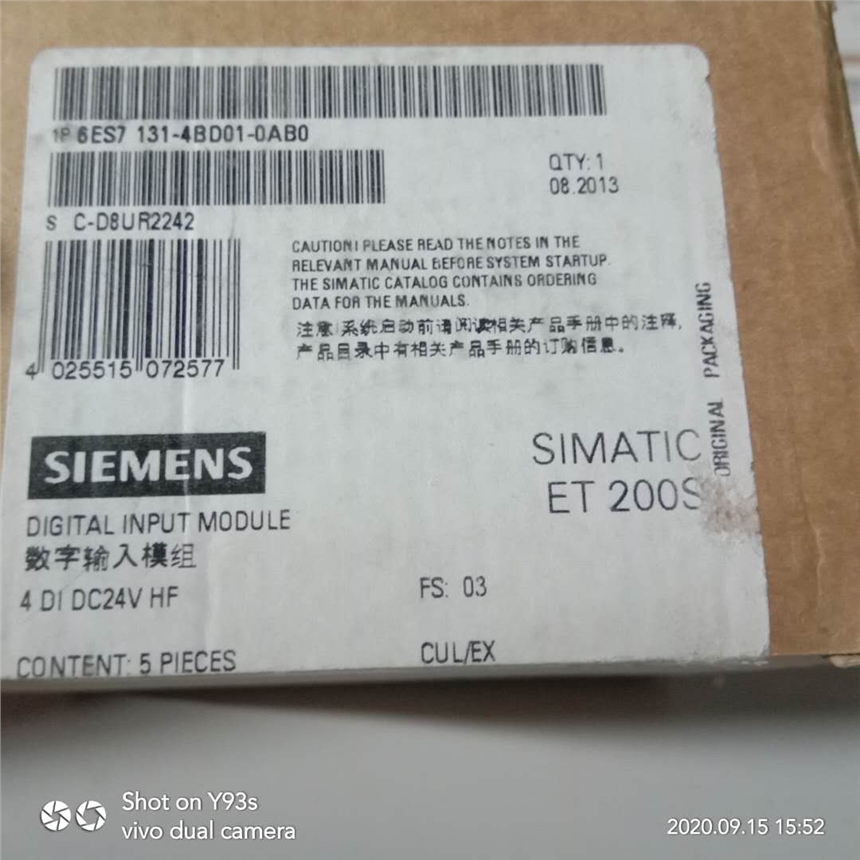 1P 6ES7 131-4BD01-0AB0
QTY: 1
08.2013
S C-D8UR2242
CAUTION! PLEASE READ THE NOTES IN THE
RELEVANT MANUAL BEFORE SYSTEM STARTUP.
THE SIMATIC CATALOG CONTAINS ORDERING
DATA FOR THE MANUALS.
注意!系统启动前请阅读相关产品手册中的注释,
产品目录中有相关产品手册的订购信息。
4 025515 072577
ORIGINAL PACKAGING
SIEMENS
SIMATIC
ET 200S
DIGITAL INPUT MODULE
数字输入模组
4 DI DC24V HF
FS: 03
CONTENT: 5 PIECES
CUL/EX
Shot on Y93s
vivo dual camera
2020.09.15 15:52